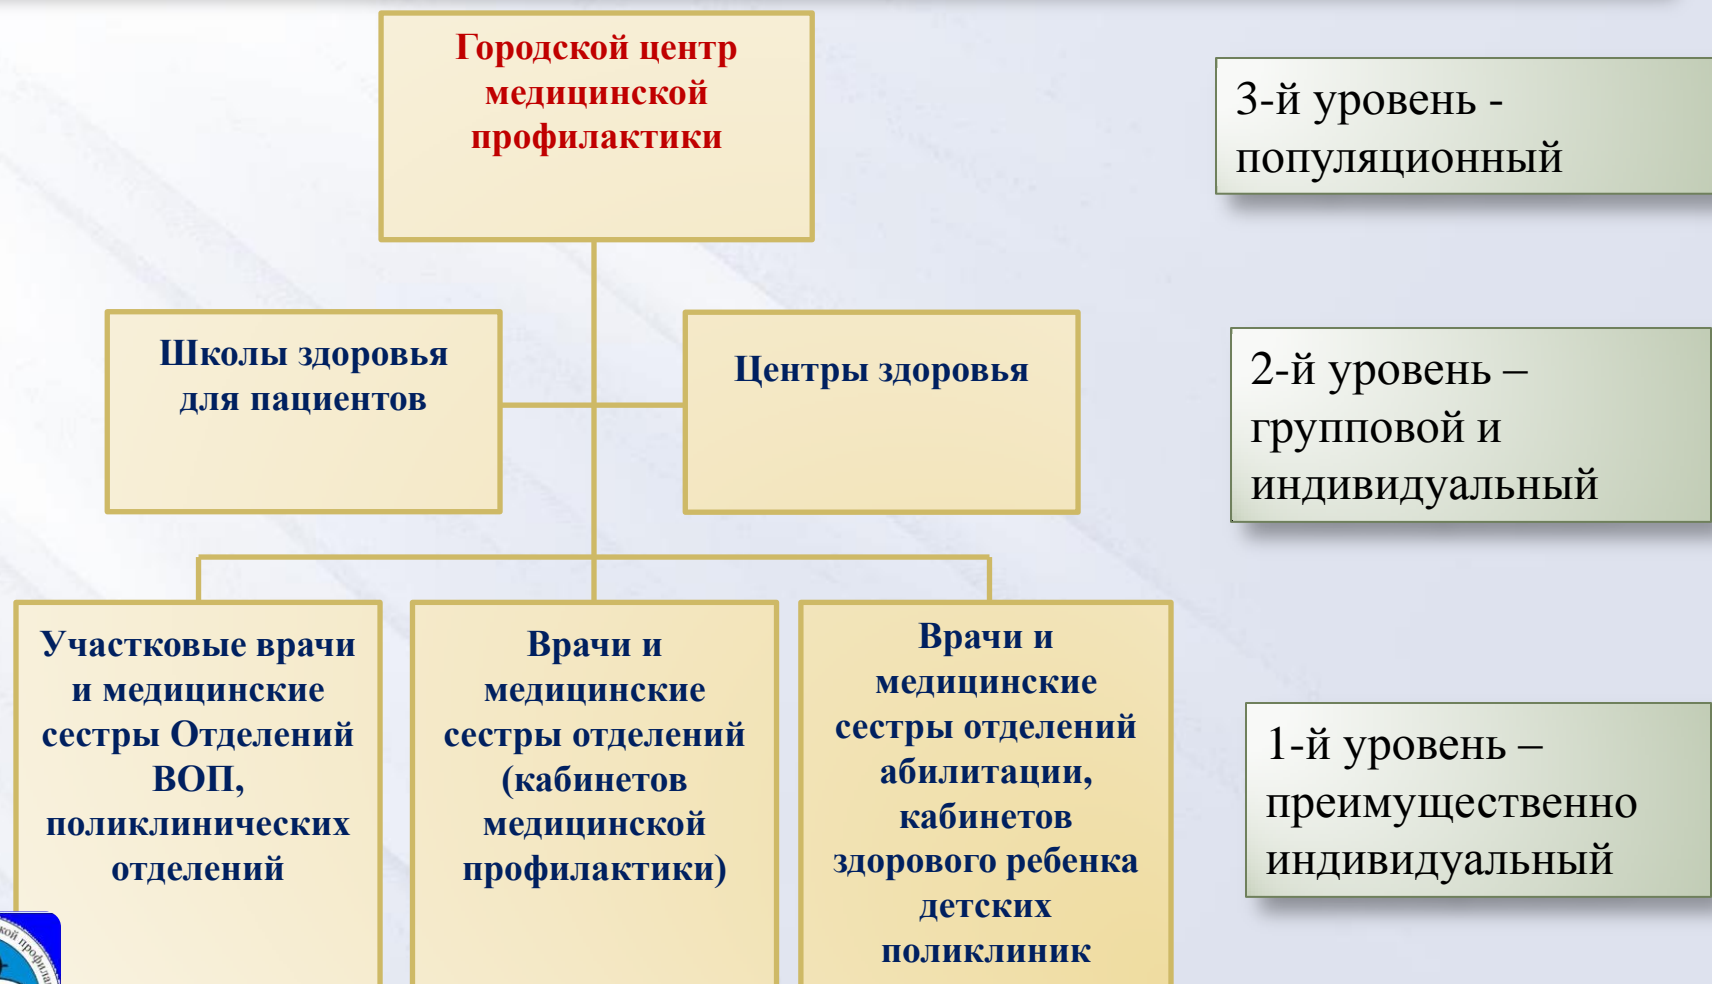 Городской центр
медицинской
профилактики
3-й уровень -
популяционный
Школы здоровья
для пациентов
Центры здоровья
2-й уровень –
групповой и
индивидуальный
Участковые врачи
и медицинские
сестры Отделений
ВОП,
поликлинических
отделений
Врачи и
медицинские
сестры отделений
(кабинетов
медицинской
профилактики)
Врачи и
медицинские
сестры отделений
абилитации,
кабинетов
здорового ребенка
детских
поликлиник
1-й уровень –
преимущественно
индивидуальный